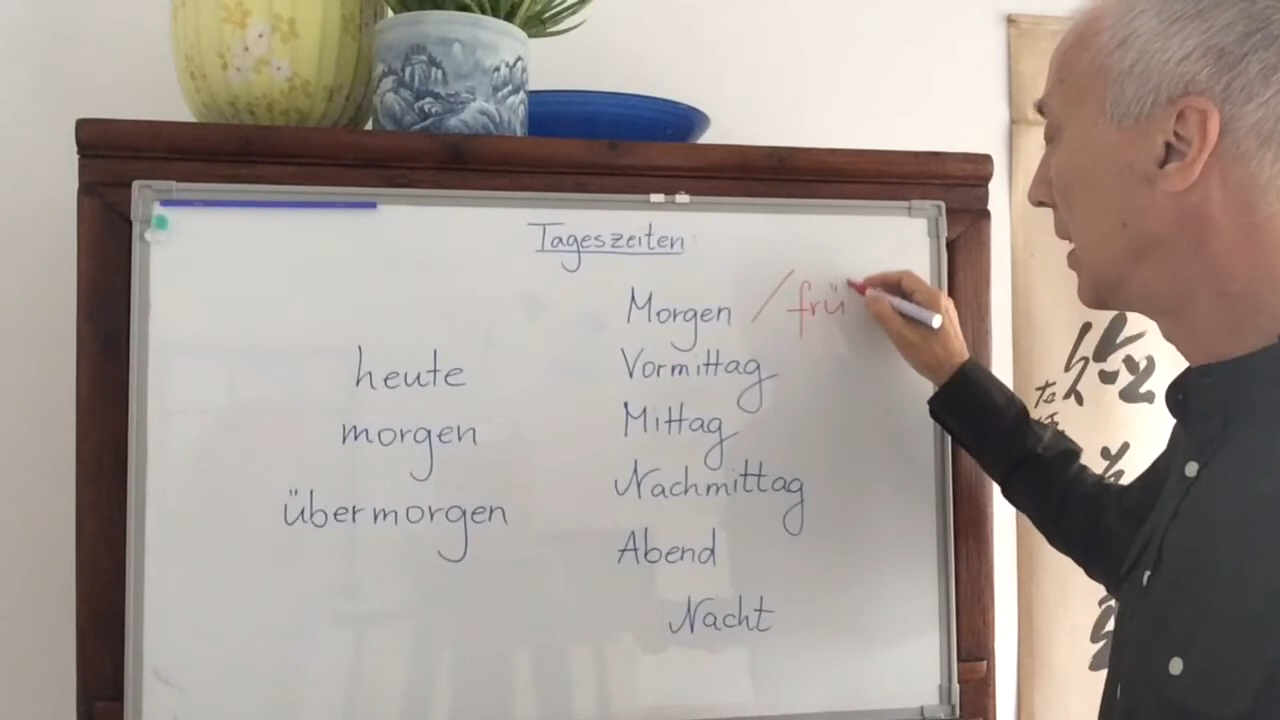 Tageszeiten:
Morgen / frü
Vormittag
heute
Mittag
morgen
Nachmittag
übermorgen
Abend
Nacht